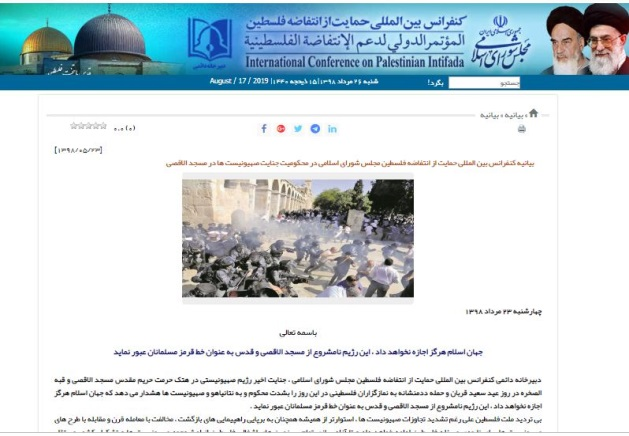 کنفرانس بین المللی حمایت از انتفاضه فلسطین
المؤتمر الدولي لدعم الإنتفاضة الفلسطينية
International Conference on Palestinian Intifada
مجلس شورای اسلامی
August / 17 / 2019 | شنبه ۲۶ مرداد ۱۳۹۸ | ۱۵ ذیحجه ۱۴۴۰
بگرد!
جستجو
بیانیه » بیانیه
(۰) ۰.۰
[۱۳۹۸/۰۵/۲۳]
بیانیه کنفرانس بین المللی حمایت از انتفاضه فلسطین مجلس شورای اسلامی در محکومیت جنایت صهیونیست ها در مسجد الاقصی
چهارشنبه ۲۳ مرداد ۱۳۹۸
باسمه تعالی
جهان اسلام هرگز اجازه نخواهد داد ، این رژیم نامشروع از مسجد الاقصی و قدس به عنوان خط قرمز مسلمانان عبور نماید
دبیرخانه دائمی کنفرانس بین المللی حمایت از انتفاضه فلسطین مجلس شورای اسلامی ، جنایت اخیر رژیم صهیونیستی در هتک حرمت حریم مقدس مسجد الاقصی و قبه
الصخره در روز عید سعید قربان و حمله ددمنشانه به نمازگزاران فلسطینی در این روز را بشدت محکوم و به نتانیاهو و صهیونیست ها هشدار می دهد که جهان اسلام هرگز
اجازه نخواهد داد ، این رژیم نامشروع از مسجد الاقصی و قدس به عنوان خط قرمز مسلمانان عبور نماید .
بی تردید ملت فلسطین علی رغم تشدید تجاوزات صهیونیست ها ، استوارتر از همیشه همچنان به برپایی راهپیمایی های بازگشت ، مخالفت با معامله قرن و مقابله با طرح های